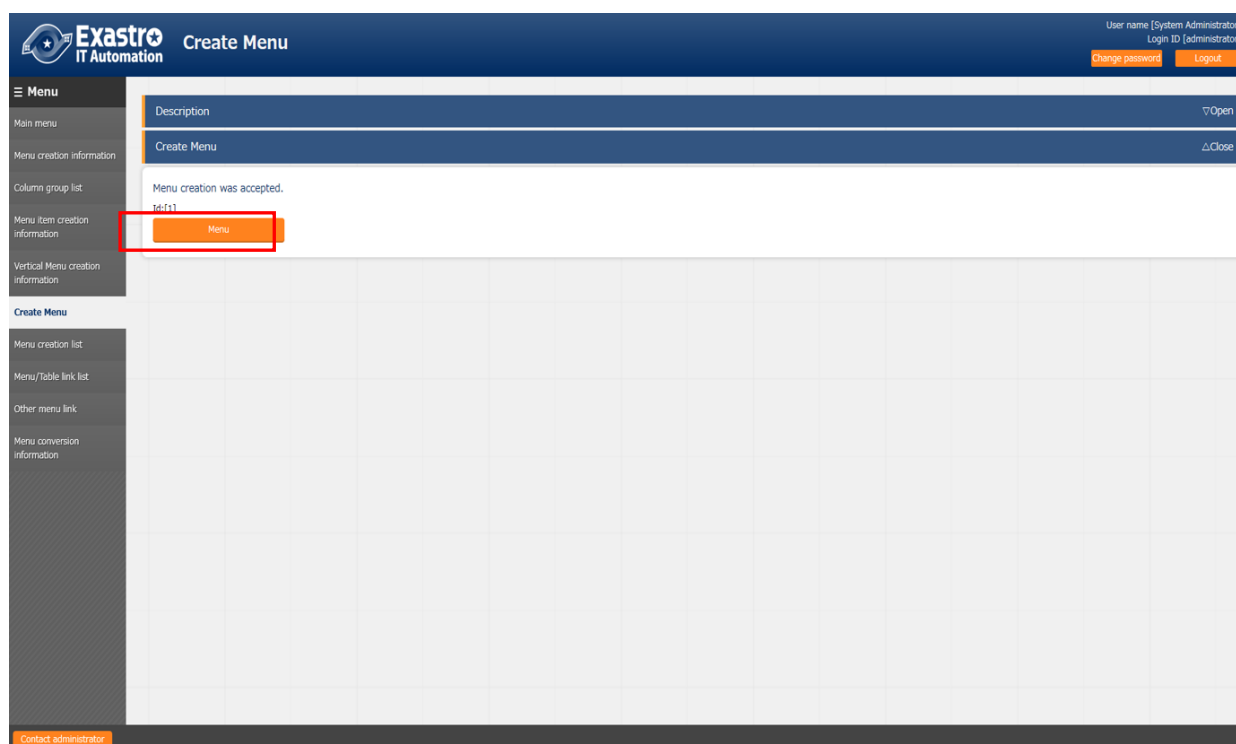 Exastro
IT Automation
Create Menu
User name [System Administrator
Login ID [administrator
Change password
Logout
☰ Menu
Main menu
Menu creation information
Column group list
Menu item creation
information
Vertical Menu creation
information
Create Menu
Menu creation list
Menu/Table link list
Other menu link
Menu conversion
information
Description
▽Open
Create Menu
△Close
Menu creation was accepted.
Id:[1]
Menu
Contact administrator